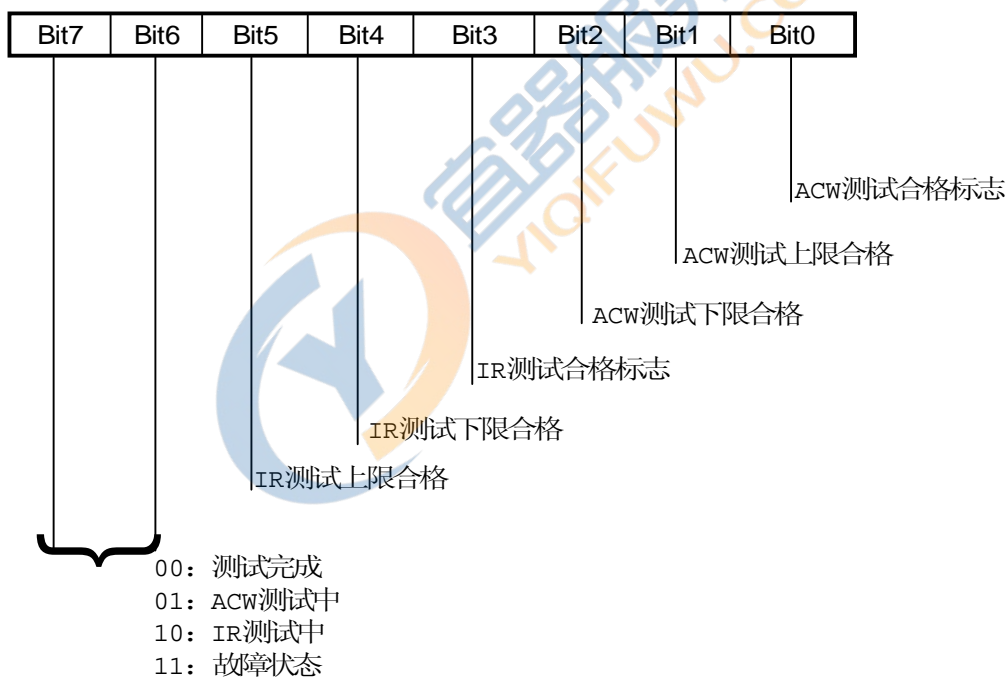 Bit7 Bit6 Bit5 Bit4 Bit3 Bit2 Bit1 Bit0
ACW测试合格标志
ACW测试上限合格
ACW测试下限合格
IR测试合格标志
IR测试下限合格
IR测试上限合格
00：测试完成
01：ACW测试中
10：IR测试中
11：故障状态
YIQIFUWU